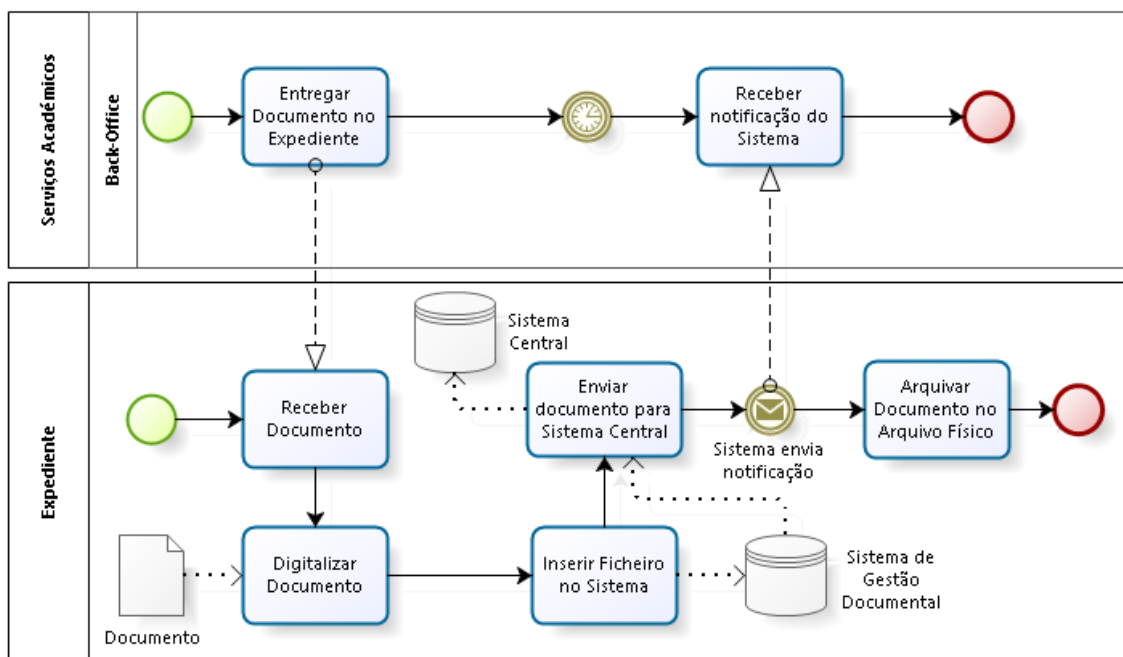 Serviços Académicos
Back-Office
Entregar
Documento no
Expediente
Receber
notificação do
Sistema
Expediente
Sistema
Central
Receber
Documento
Enviar
documento para
Sistema Central
Sistema envia
notificação
Arquivar
Documento no
Arquivo Físico
Documento
Digitalizar
Documento
Inserir Ficheiro
no Sistema
Sistema de
Gestão
Documental